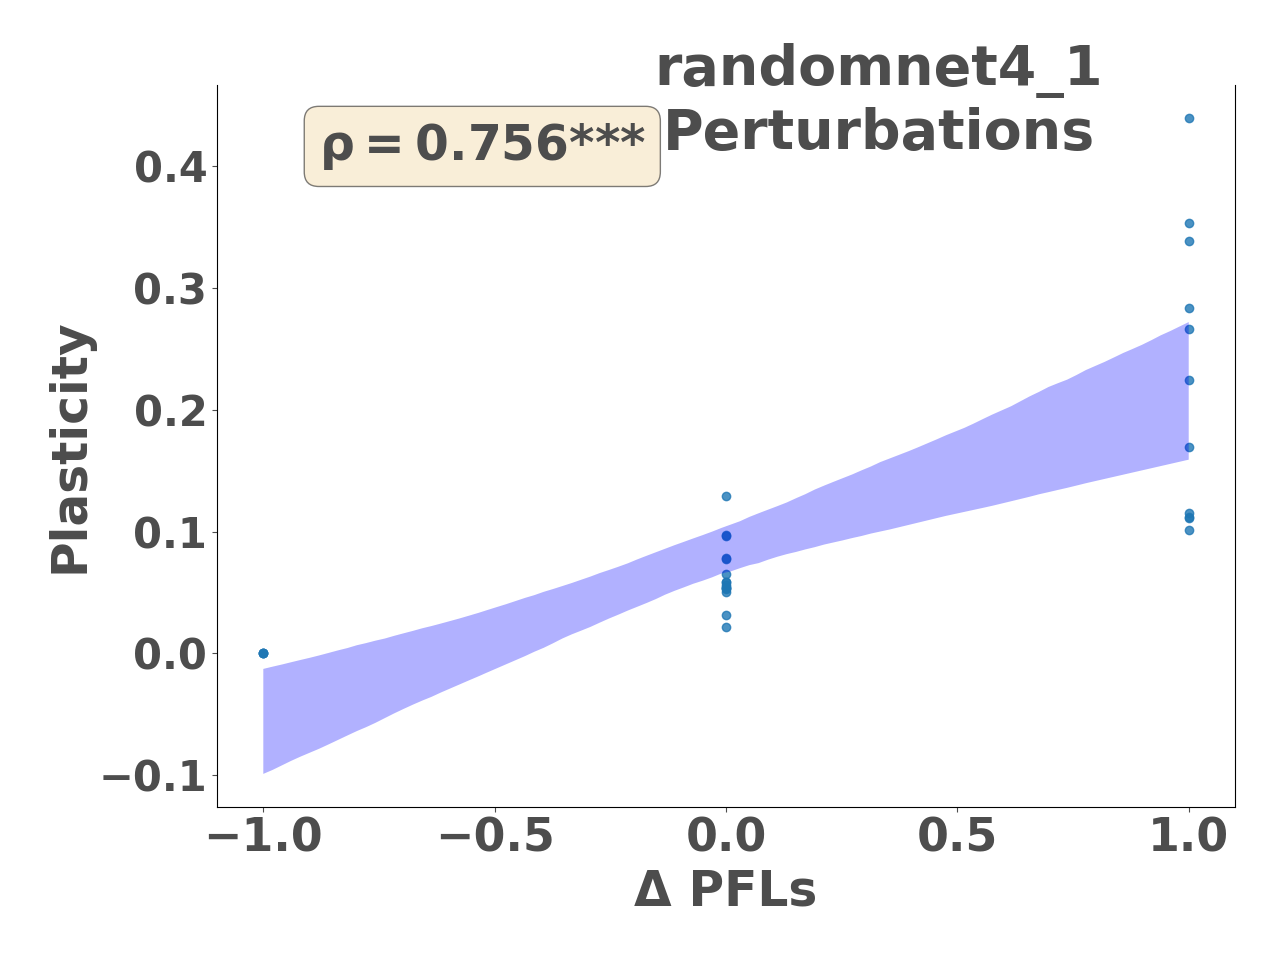 randomnet4_1
Perturbations
ρ = 0.756***
0.4
0.3
0.2
0.1
0.0
−0.1
Plasticity
−1.0 −0.5 0.0 0.5 1.0
Δ PFLs